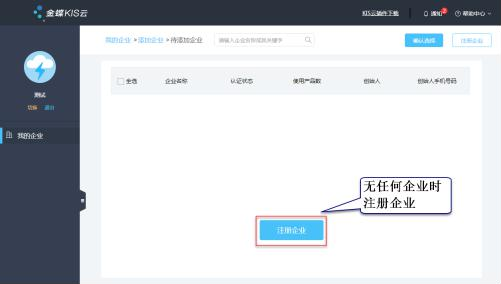 金蝶KIS云
KIS云插件下载
通知
帮助中心
我的企业 > 添加企业 > 待添加企业
请输入企业名称或其关键字
确认选择
注册企业
测试
切换 退出
我的企业
全选 企业名称 认证状态 使用产品数 创始人 创始人手机号码
无任何企业时
注册企业
注册企业